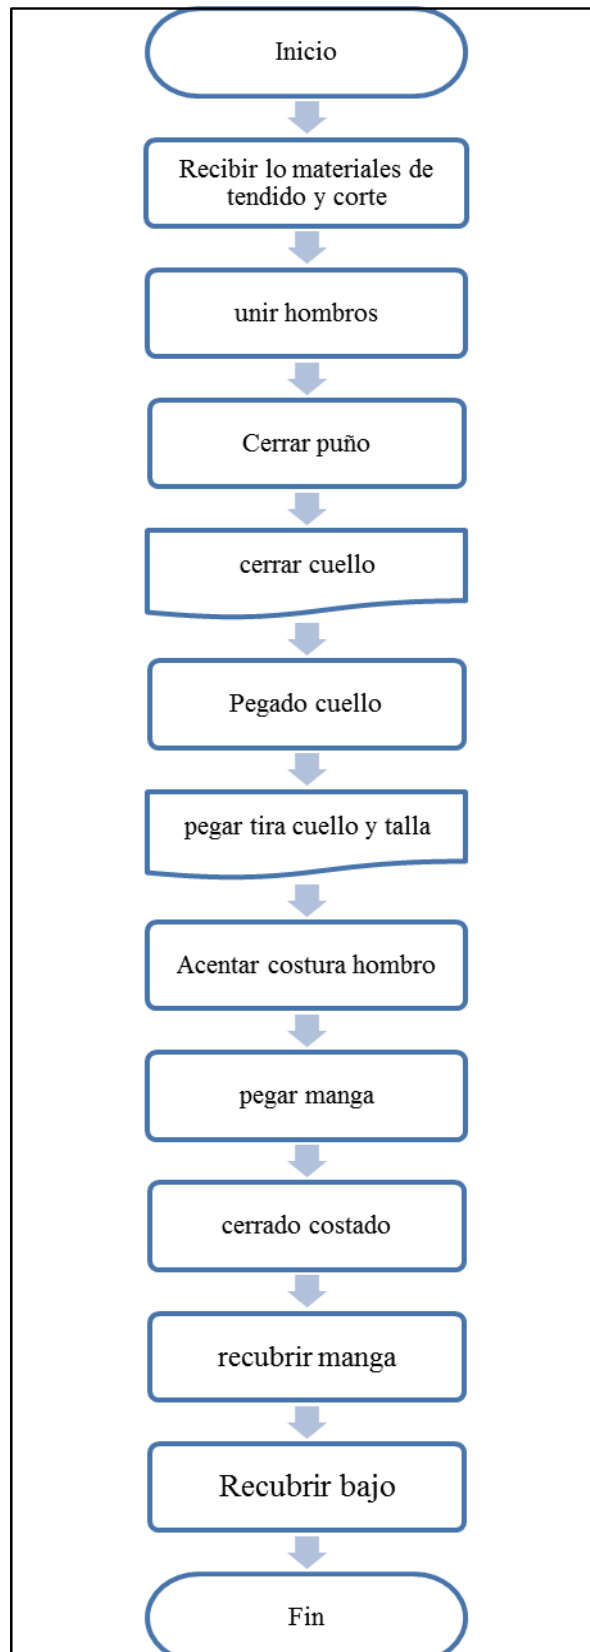 Inicio
Recibir lo materiales de
tendido y corte
unir hombros
Cerrar puño
cerrar cuello
Pegado cuello
pegar tira cuello y talla
Acentar costura hombro
pegar manga
cerrado costado
recubrir manga
Recubrir bajo
Fin